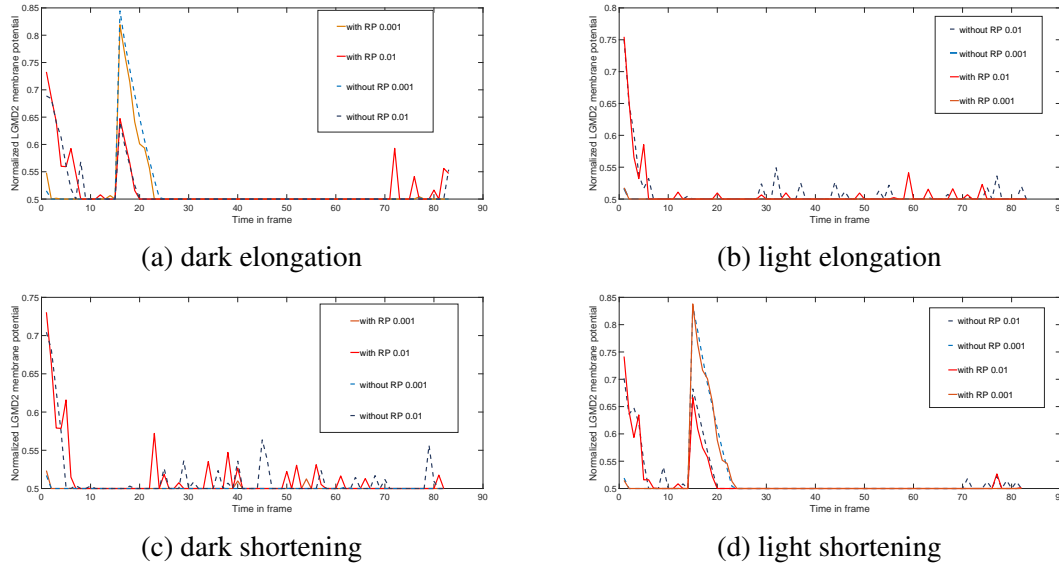 Normalized LGMD2 membrane potential
0.85
0.8
0.75
0.7
0.65
0.6
0.55
0.5
0 10 20 30 40 50 60 70 80 90
Time in frame
with RP 0.001
with RP 0.01
without RP 0.001
without RP 0.01
(a) dark elongation
Normalized LGMD2 membrane potential
0.85
0.8
0.75
0.7
0.65
0.6
0.55
0.5
0 10 20 30 40 50 60 70 80 90
Time in frame
without RP 0.01
without RP 0.001
with RP 0.01
with RP 0.001
(b) light elongation
Normalized LGMD2 membrane potential
0.75
0.7
0.65
0.6
0.55
0.5
0 10 20 30 40 50 60 70 80 90
Time in frame
with RP 0.001
with RP 0.01
without RP 0.001
without RP 0.01
(c) dark shortening
Normalized LGMD2 membrane potential
0.85
0.8
0.75
0.7
0.65
0.6
0.55
0.5
0 10 20 30 40 50 60 70 80 90
Time in frame
without RP 0.01
without RP 0.001
with RP 0.01
with RP 0.001
(d) light shortening